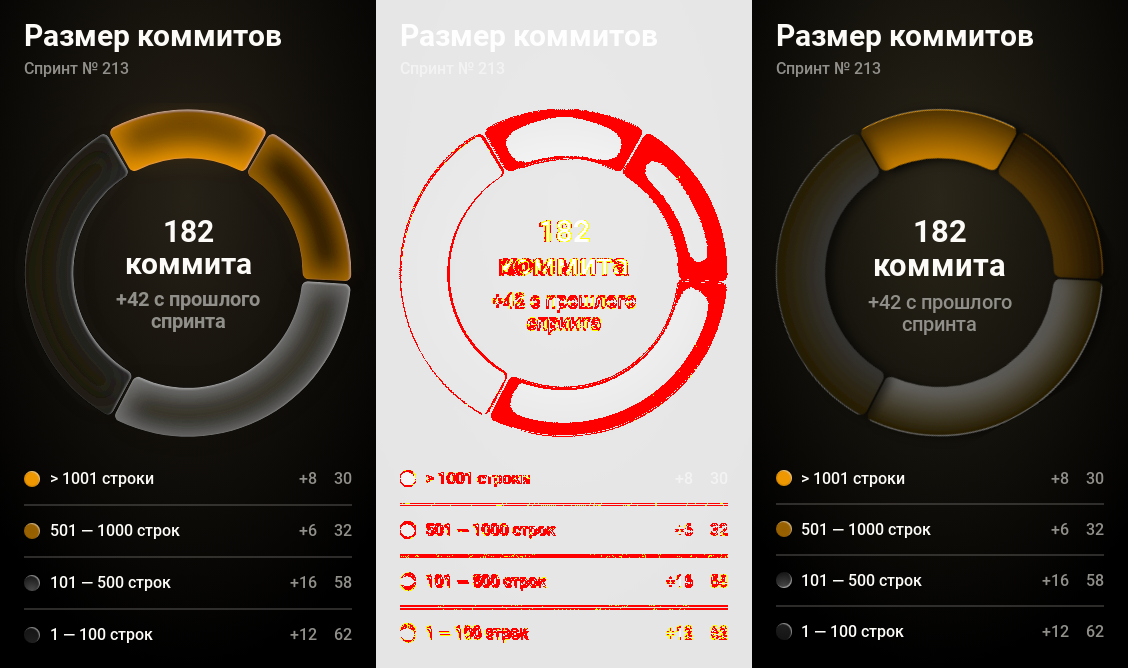 Размер коммитов
Спринт № 213
182
коммита
+42 с прошлого
спринта
> 1001 строки +8 30
501 — 1000 строк +6 32
101 — 500 строк +16 58
1 — 100 строк +12 62
Размер коммитов
Спринт № 213
182
коммита
+42 с прошлого
спринта
> 1001 строки +8 30
501 — 1000 строк +6 32
101 — 500 строк +16 58
1 — 100 строк +12 62
Размер коммитов
Спринт № 213
182
коммита
+42 с прошлого
спринта
> 1001 строки +8 30
501 — 1000 строк +6 32
101 — 500 строк +16 58
1 — 100 строк +12 62